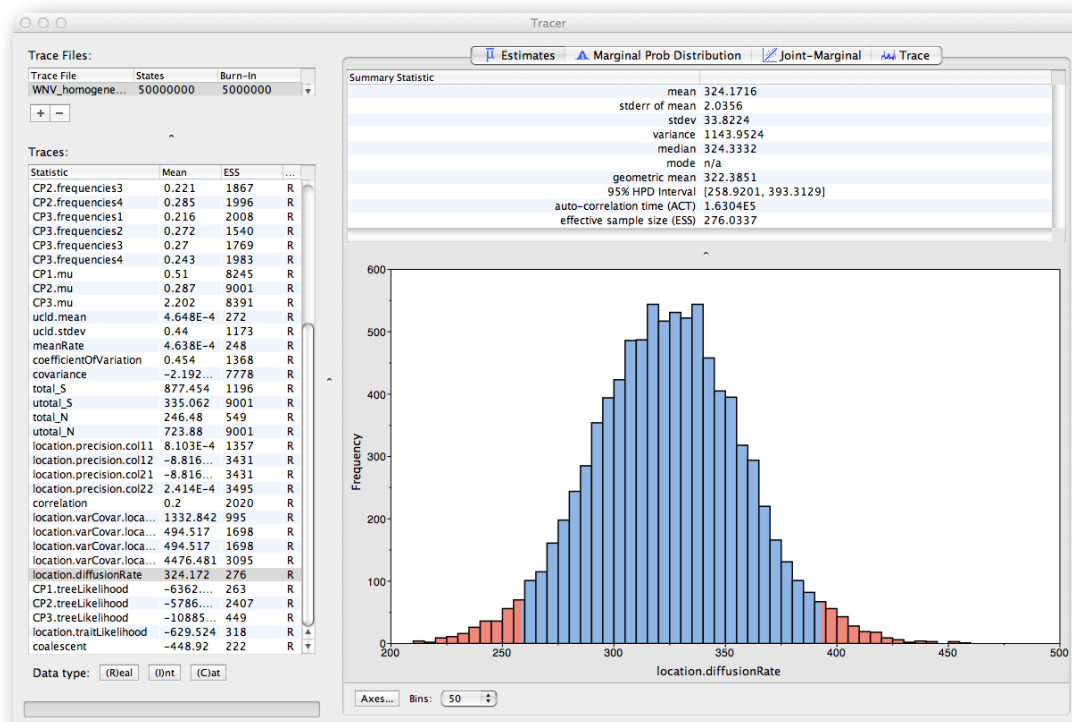 Tracer
Trace Files:
Trace File States Burn-In
WNV_homogene... 50000000 5000000
+ −
Traces:
Statistic Mean ESS ...
CP2.frequencies3 0.221 1867 R
CP2.frequencies4 0.285 1996 R
CP3.frequencies1 0.216 2008 R
CP3.frequencies2 0.272 1540 R
CP3.frequencies3 0.27 1769 R
CP3.frequencies4 0.243 1983 R
CP1.mu 0.51 8245 R
CP2.mu 0.287 9001 R
CP3.mu 2.202 8391 R
ucld.mean 4.648E-4 272 R
ucld.stdev 0.44 1173 R
meanRate 4.638E-4 248 R
coefficientOfVariation 0.454 1368 R
covariance -2.192... 7778 R
total_S 877.454 1196 R
utotal_S 335.062 9001 R
total_N 246.48 549 R
utotal_N 723.88 9001 R
location.precision.col11 8.103E-4 1357 R
location.precision.col12 -8.816... 3431 R
location.precision.col21 -8.816... 3431 R
location.precision.col22 2.414E-4 3495 R
correlation 0.2 2020 R
location.varCovar.loca... 1332.842 995 R
location.varCovar.loca... 494.517 1698 R
location.varCovar.loca... 494.517 1698 R
location.varCovar.loca... 4476.481 3095 R
location.diffusionRate 324.172 276 R
CP1.treeLikelihood -6362.... 263 R
CP2.treeLikelihood -5786.... 2407 R
CP3.treeLikelihood -10885... 449 R
location.traitLikelihood -629.524 318 R
coalescent -448.92 222 R
Data type: (R)eal (I)nt (C)at
μ Estimates Marginal Prob Distribution Joint-Marginal Trace
Summary Statistic
mean 324.1716
stderr of mean 2.0356
stdev 33.8224
variance 1143.9524
median 324.3332
mode n/a
geometric mean 322.3851
95% HPD Interval [258.9201, 393.3129]
auto-correlation time (ACT) 1.6304E5
effective sample size (ESS) 276.0337
600
500
400
300
200
100
0
Frequency
200 250 300 350 400 450 500
location.diffusionRate
Axes... Bins: 50